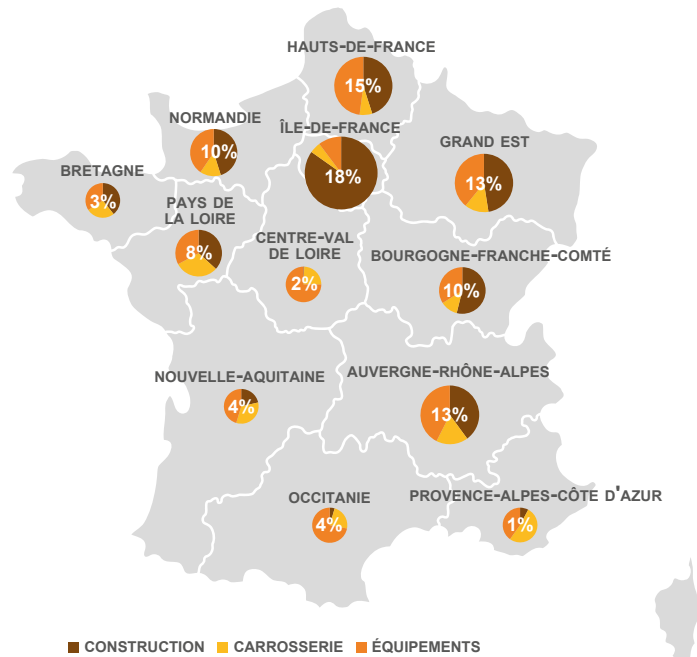 HAUTS-DE-FRANCE
15%
NORMANDIE
10%
ÎLE-DE-FRANCE
18%
GRAND EST
13%
BRETAGNE
3%
PAYS DE
LA LOIRE
8%
CENTRE-VAL
DE LOIRE
2%
BOURGOGNE-FRANCHE-COMTÉ
10%
NOUVELLE-AQUITAINE
4%
AUVERGNE-RHÔNE-ALPES
13%
OCCITANIE
4%
PROVENCE-ALPES-CÔTE D'AZUR
1%
CONSTRUCTION CARROSSERIE ÉQUIPEMENTS